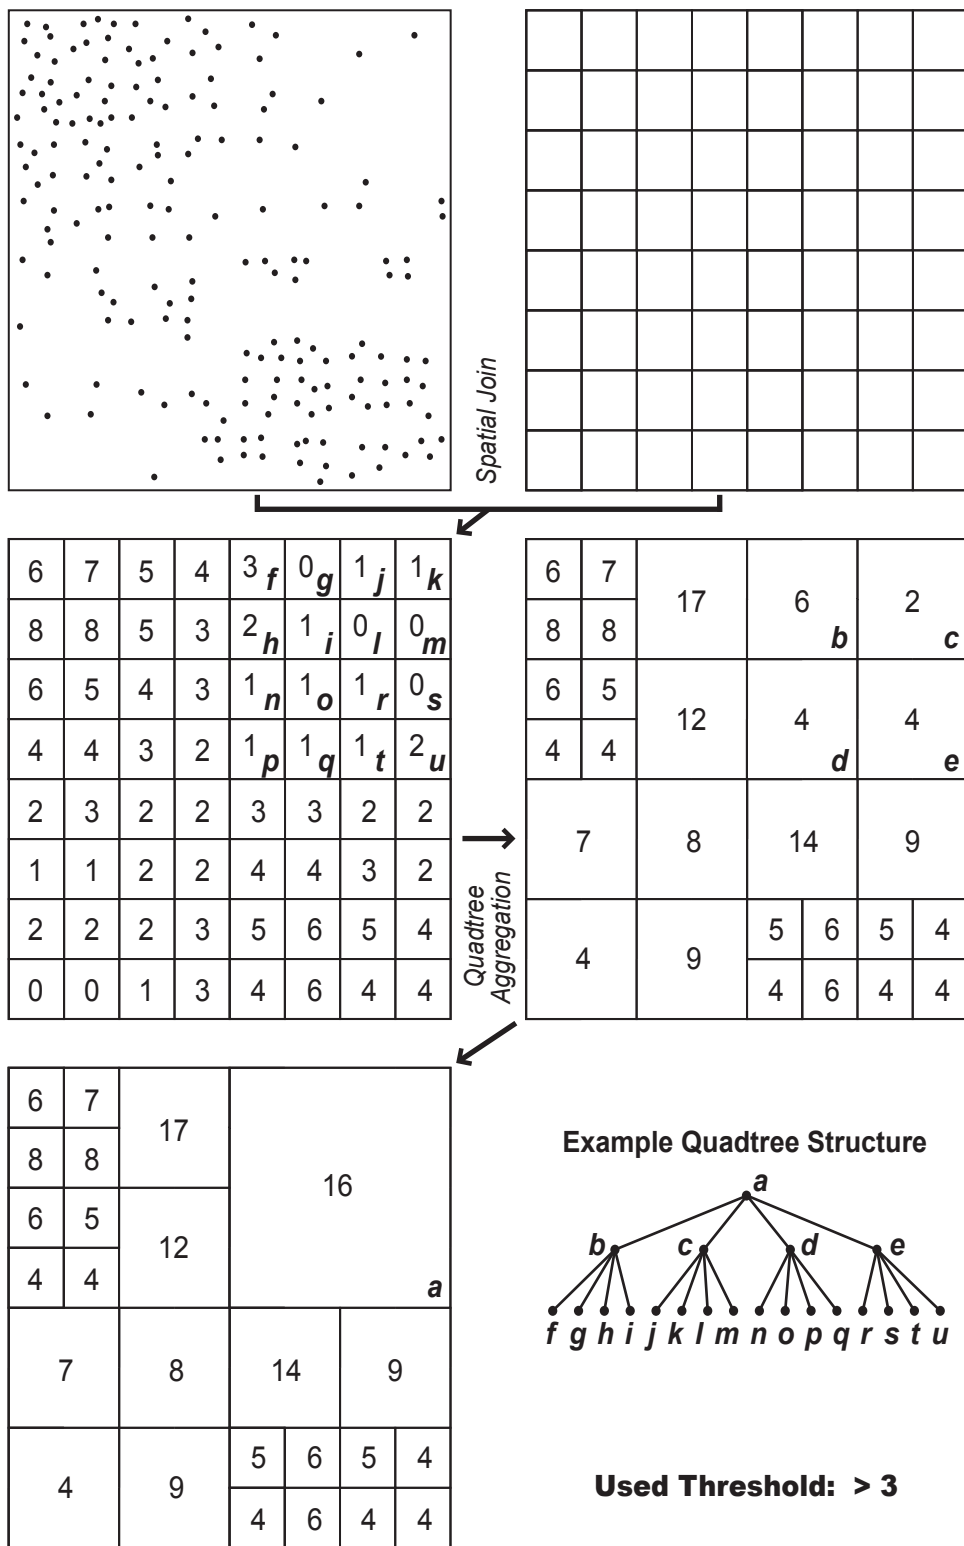 Spatial Join
6 7 5 4 3 f 0 g 1 j 1 k
8 8 5 3 2 h 1 i 0 l 0 m
6 5 4 3 1 n 1 o 1 r 0 s
4 4 3 2 1 p 1 q 1 t 2 u
2 3 2 2 3 3 2 2
1 1 2 2 4 4 3 2
2 2 2 3 5 6 5 4
0 0 1 3 4 6 4 4
Quadtree
Aggregation
6 7
17 6 b 2 c
8 8
6 5
12 4 d 4 e
4 4
7 8 14 9
5 6 5 4
4 9
4 6 4 4
6 7
17
8 8
16 a
6 5
12
4 4
7 8 14 9
5 6 5 4
4 9
4 6 4 4
Example Quadtree Structure
a
b c d e
f g h i j k l m n o p q r s t u
Used Threshold: > 3